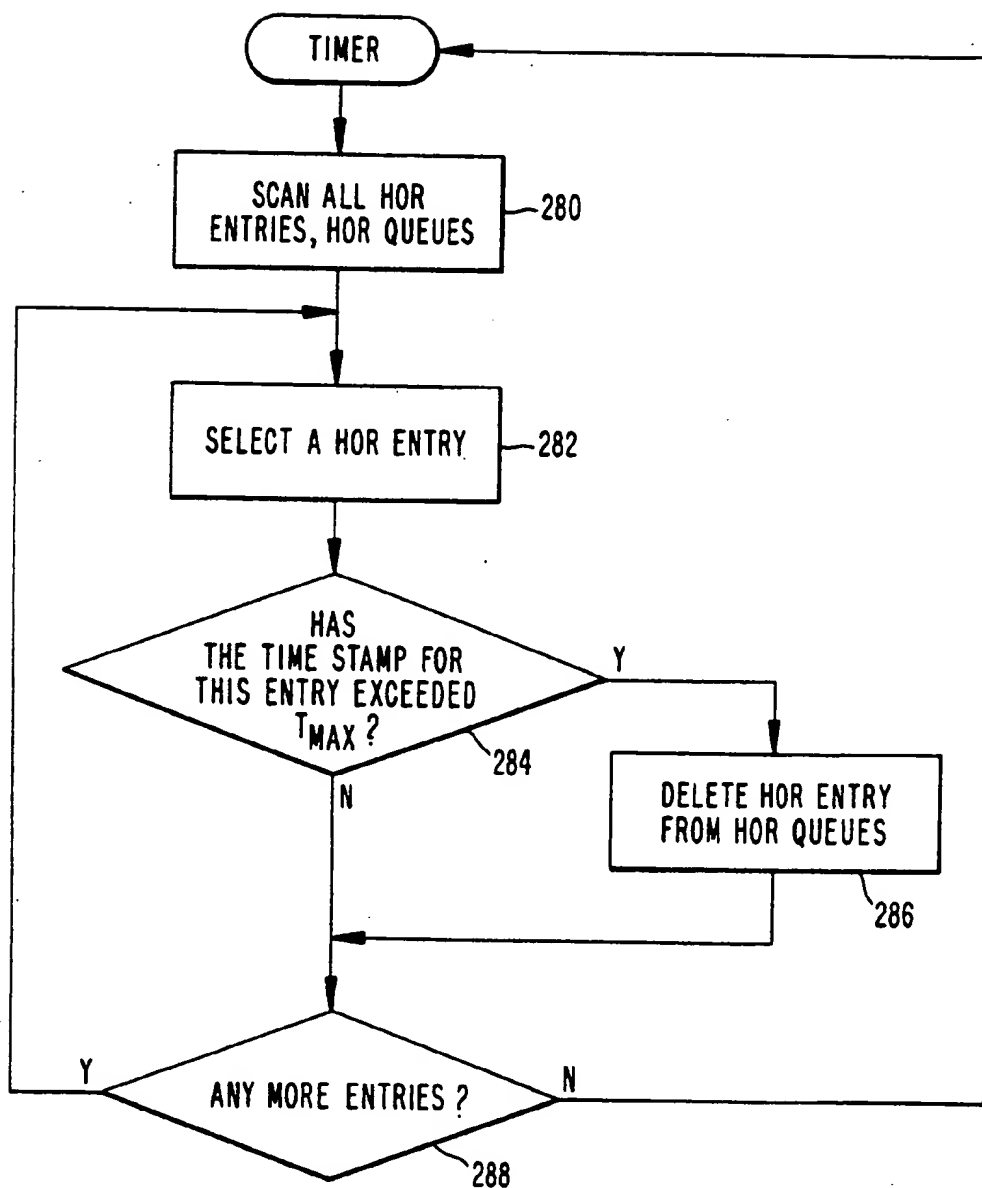 TIMER
SCAN ALL HOR
ENTRIES, HOR QUEUES
280
SELECT A HOR ENTRY
282
HAS
THE TIME STAMP FOR
THIS ENTRY EXCEEDED
TMAX ?
Y
284
N
DELETE HOR ENTRY
FROM HOR QUEUES
286
Y
ANY MORE ENTRIES ?
N
288